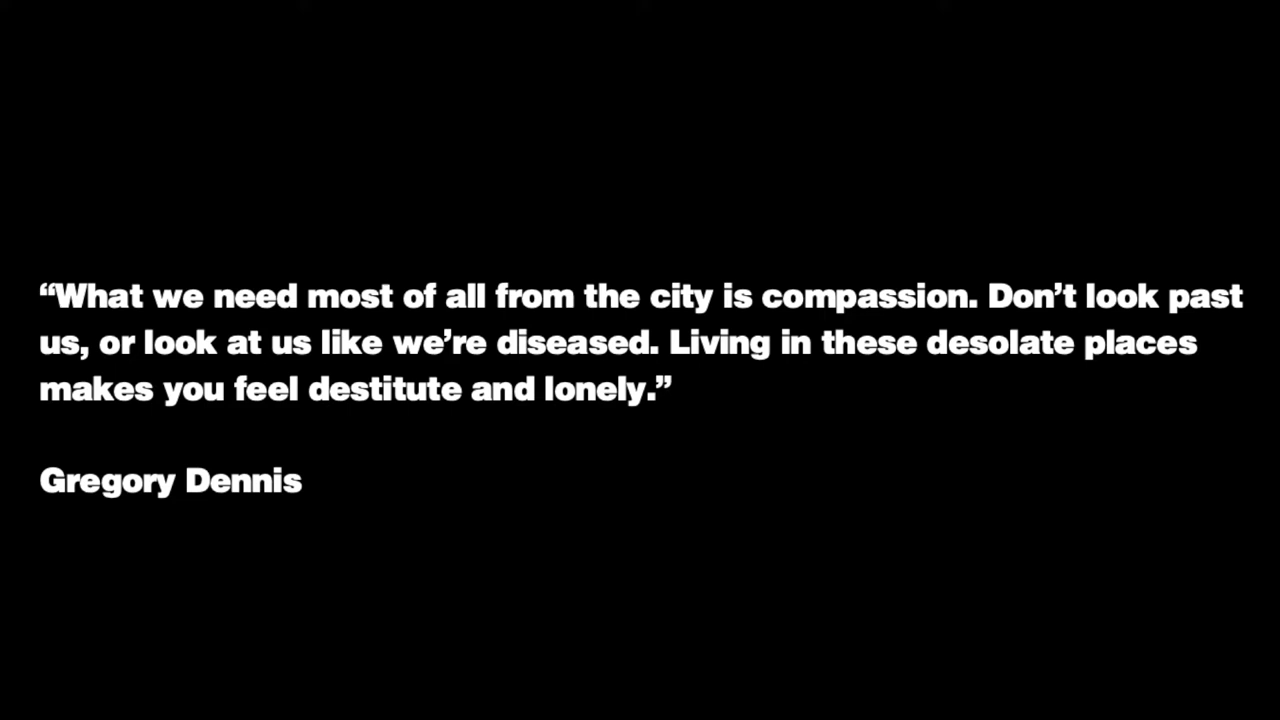 “What we need most of all from the city is compassion. Don’t look past
us, or look at us like we’re diseased. Living in these desolate places
makes you feel destitute and lonely.”
Gregory Dennis